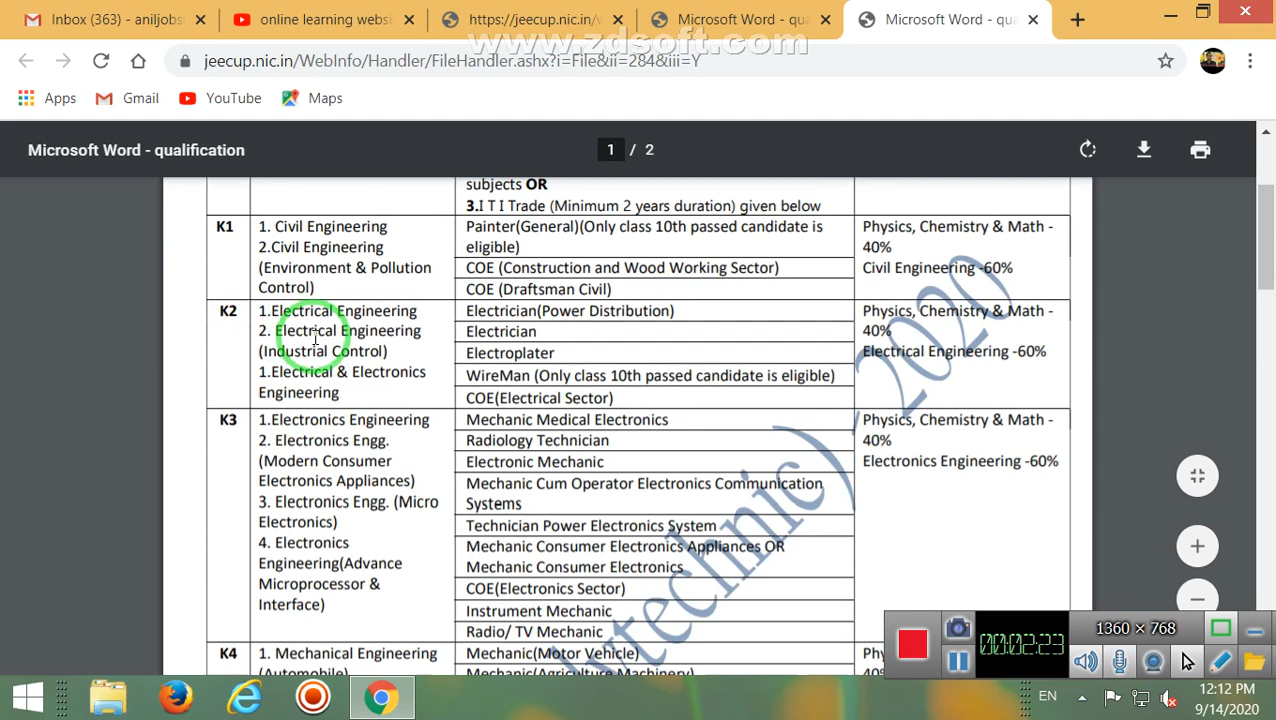 Inbox (363) - aniljobs
online learning websi
https://jeecup.nic.in/
Microsoft Word - qu
Microsoft Word - qu
www.zdsoft.com
jeecup.nic.in/WebInfo/Handler/FileHandler.ashx?i=File&ii=284&iii=Y
Apps
Gmail
YouTube
Maps
Microsoft Word - qualification
1 / 2
subjects OR
3.I T I Trade (Minimum 2 years duration) given below
K1
1. Civil Engineering
2.Civil Engineering
(Environment & Pollution
Control)
Painter(General)(Only class 10th passed candidate is
eligible)
COE (Construction and Wood Working Sector)
COE (Draftsman Civil)
Physics, Chemistry & Math -
40%
Civil Engineering -60%
K2
1.Electrical Engineering
2. Electrical Engineering
(Industrial Control)
1.Electrical & Electronics
Engineering
Electrician(Power Distribution)
Electrician
Electroplater
WireMan (Only class 10th passed candidate is eligible)
COE(Electrical Sector)
Physics, Chemistry & Math -
40%
Electrical Engineering -60%
K3
1.Electronics Engineering
2. Electronics Engg.
(Modern Consumer
Electronics Appliances)
3. Electronics Engg. (Micro
Electronics)
4. Electronics
Engineering(Advance
Microprocessor &
Interface)
Mechanic Medical Electronics
Radiology Technician
Electronic Mechanic
Mechanic Cum Operator Electronics Communication
Systems
Technician Power Electronics System
Mechanic Consumer Electronics Appliances OR
Mechanic Consumer Electronics
COE(Electronics Sector)
Instrument Mechanic
Radio/ TV Mechanic
Physics, Chemistry & Math -
40%
Electronics Engineering -60%
K4
1. Mechanical Engineering
(Automobile)
Mechanic(Motor Vehicle)
Mechanic(Agriculture Machinery)
40%
ytechnic) - 2020
1360 × 768
00:02:23
EN
12:12 PM
9/14/2020